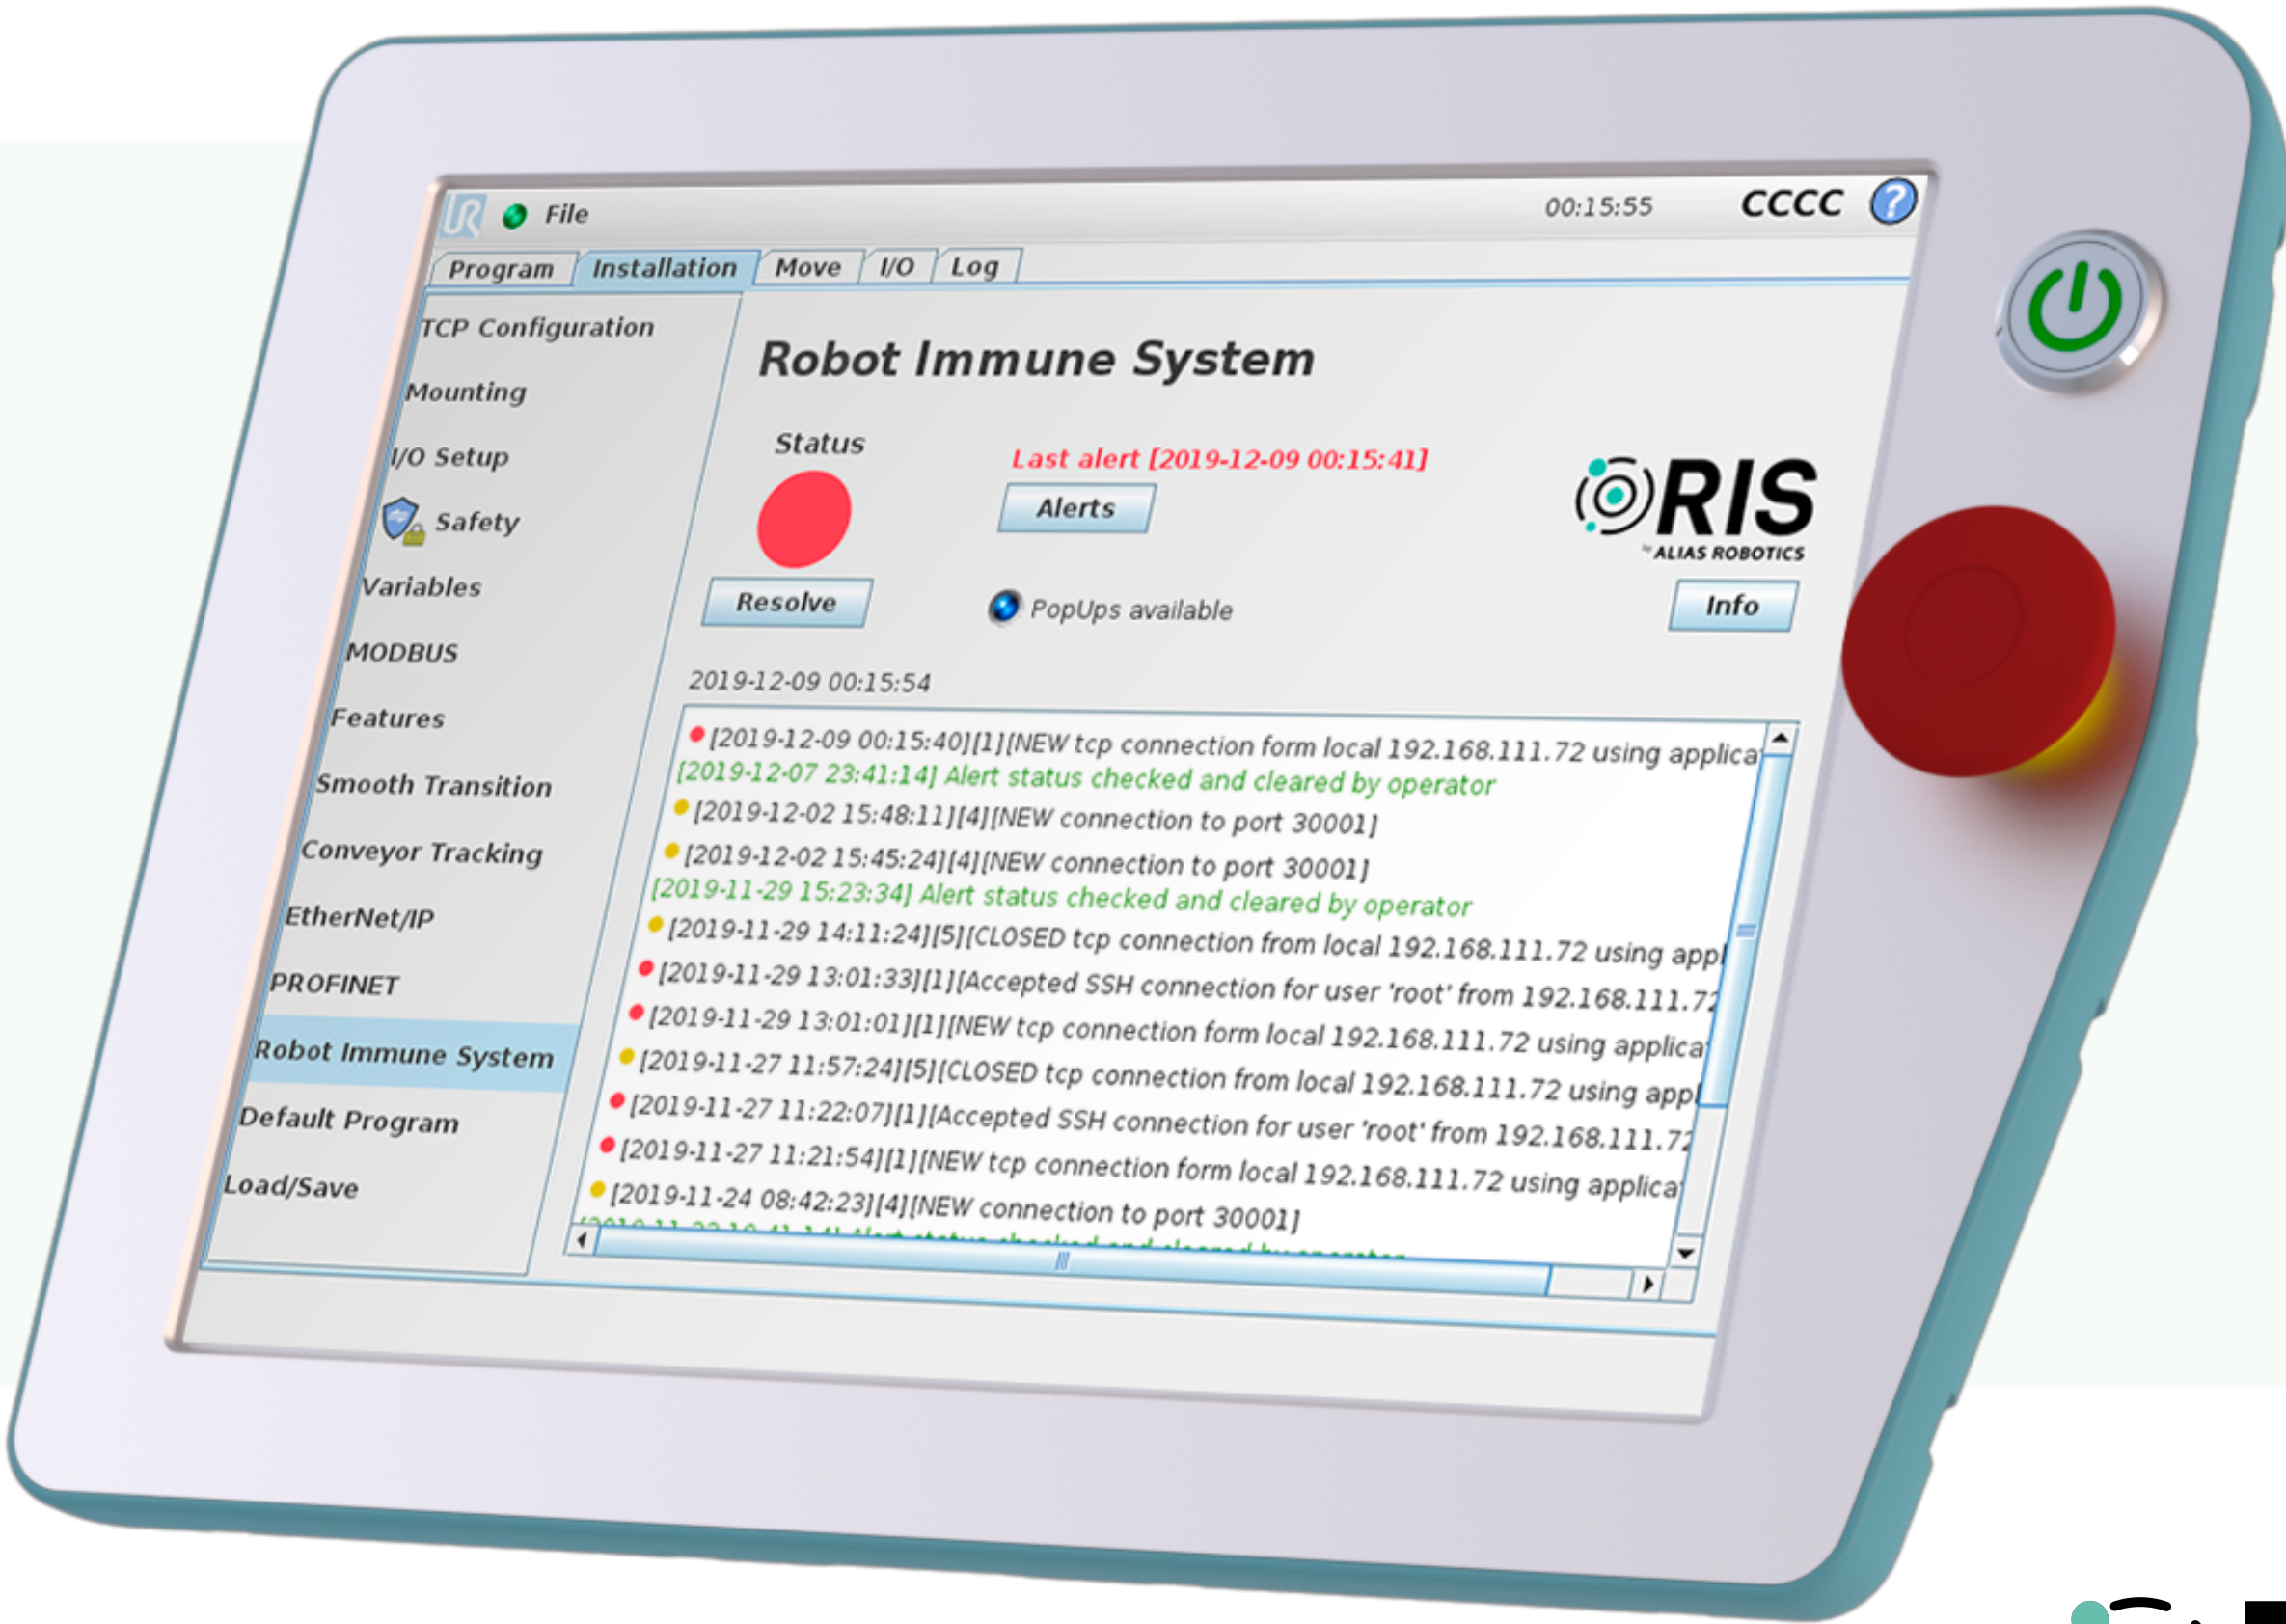 File
00:15:55
CCCC
?
Program
Installation
Move
I/O
Log
TCP Configuration
Mounting
I/O Setup
Safety
Variables
MODBUS
Features
Smooth Transition
Conveyor Tracking
EtherNet/IP
PROFINET
Robot Immune System
Default Program
Load/Save
Robot Immune System
Status
Resolve
Last alert [2019-12-09 00:15:41]
Alerts
PopUps available
RIS
by ALIAS ROBOTICS
Info
2019-12-09 00:15:54
[2019-12-09 00:15:40][1][NEW tcp connection form local 192.168.111.72 using applica
[2019-12-07 23:41:14] Alert status checked and cleared by operator
[2019-12-02 15:48:11][4][NEW connection to port 30001]
[2019-12-02 15:45:24][4][NEW connection to port 30001]
[2019-11-29 15:23:34] Alert status checked and cleared by operator
[2019-11-29 14:11:24][5][CLOSED tcp connection from local 192.168.111.72 using appl
[2019-11-29 13:01:33][1][Accepted SSH connection for user 'root' from 192.168.111.72
[2019-11-29 13:01:01][1][NEW tcp connection form local 192.168.111.72 using applica
[2019-11-27 11:57:24][5][CLOSED tcp connection from local 192.168.111.72 using appl
[2019-11-27 11:22:07][1][Accepted SSH connection for user 'root' from 192.168.111.72
[2019-11-27 11:21:54][1][NEW tcp connection form local 192.168.111.72 using applica
[2019-11-24 08:42:23][4][NEW connection to port 30001]
Alert status checked and cleared by operator